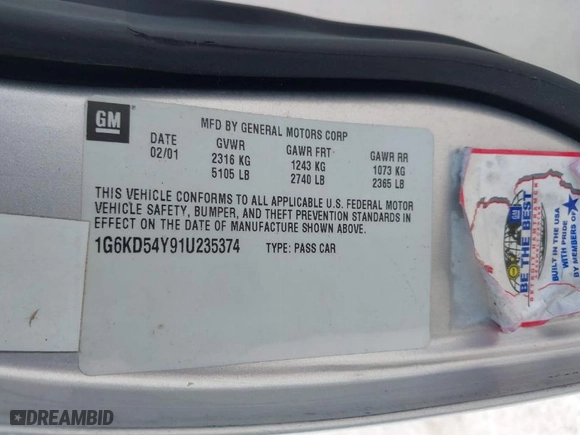 GM
MFD BY GENERAL MOTORS CORP
DATE GVWR GAWR FRT GAWR RR
02/01 2316 KG 1243 KG 1073 KG
5105 LB 2740 LB 2365 LB
THIS VEHICLE CONFORMS TO ALL APPLICABLE U.S. FEDERAL MOTOR
VEHICLE SAFETY, BUMPER, AND THEFT PREVENTION STANDARDS IN
EFFECT ON THE DATE OF MANUFACTURE SHOWN ABOVE.
1G6KD54Y91U235374 TYPE: PASS CAR
GM
BE THE BEST
BUILT IN THE USA
WITH PRIDE
BY MEMBERS OF
DREAMBID